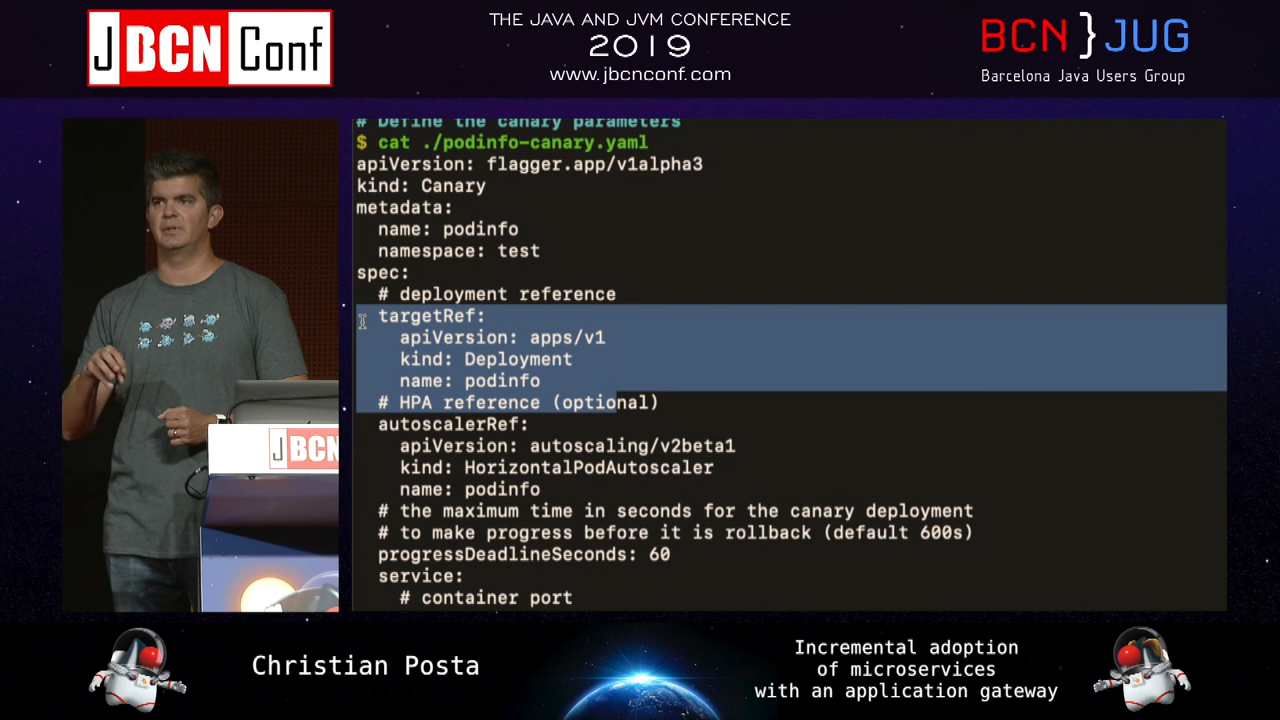 J BCN Conf
THE JAVA AND JVM CONFERENCE
2019
www.jbcnconf.com
BCN }JUG
Barcelona Java Users Group
# Define the canary parameters
$ cat ./podinfo-canary.yaml
apiVersion: flagger.app/v1alpha3
kind: Canary
metadata:
  name: podinfo
  namespace: test
spec:
  # deployment reference
  targetRef:
    apiVersion: apps/v1
    kind: Deployment
    name: podinfo
  # HPA reference (optional)
  autoscalerRef:
    apiVersion: autoscaling/v2beta1
    kind: HorizontalPodAutoscaler
    name: podinfo
  # the maximum time in seconds for the canary deployment
  # to make progress before it is rollback (default 600s)
  progressDeadlineSeconds: 60
  service:
    # container port
J BCN
Christian Posta
Incremental adoption
of microservices
with an application gateway